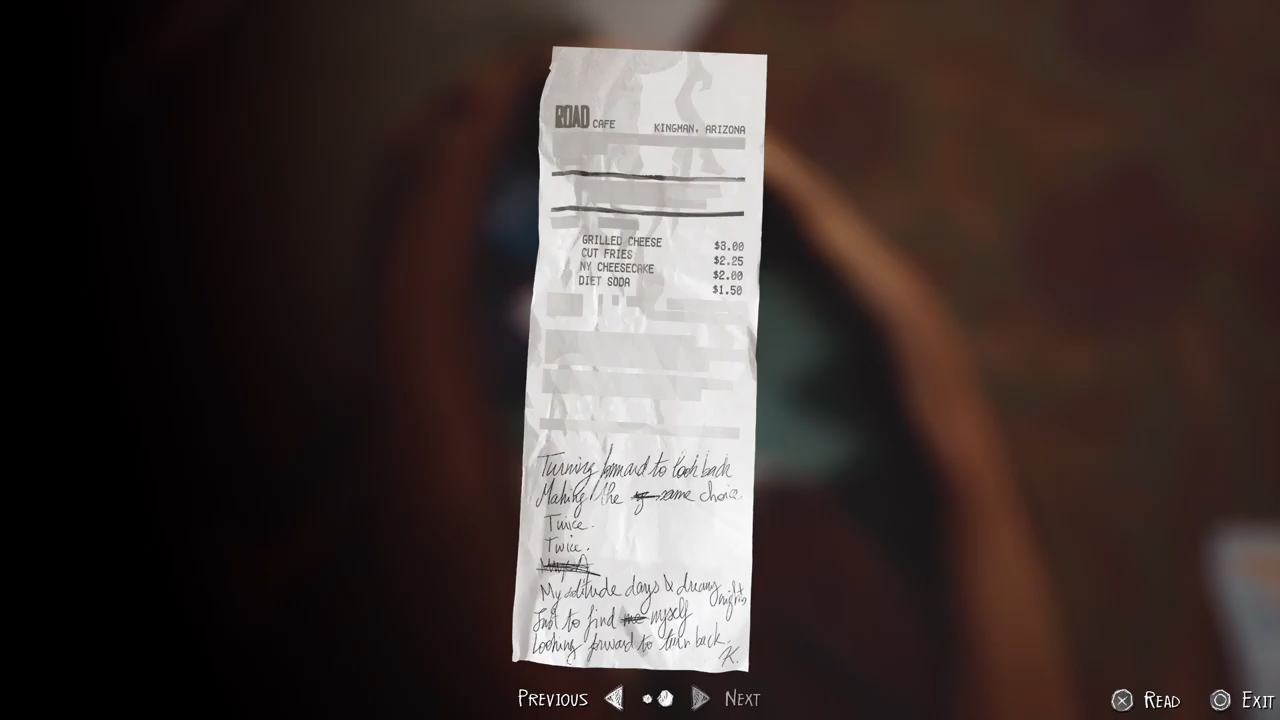 ROAD CAFE KINGMAN, ARIZONA
GRILLED CHEESE $3.00
CUT FRIES $2.25
NY CHEESECAKE $2.00
DIET SODA $1.50
Turning forward to look back
Making the same choice.
Twice.
Twice.
My solitude days & dreamy nights
Just to find me myself
Looking forward to turn back.
K.
PREVIOUS NEXT
READ EXIT